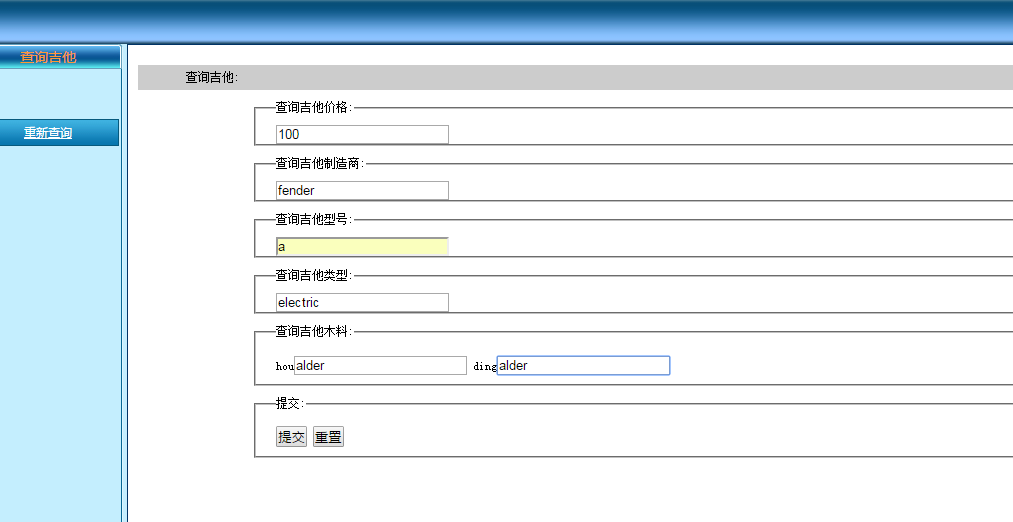 查询吉他
重新查询
查询吉他:
查询吉他价格:
100
查询吉他制造商:
fender
查询吉他型号:
a
查询吉他类型:
electric
查询吉他木料:
hou alder ding alder
提交:
提交 重置